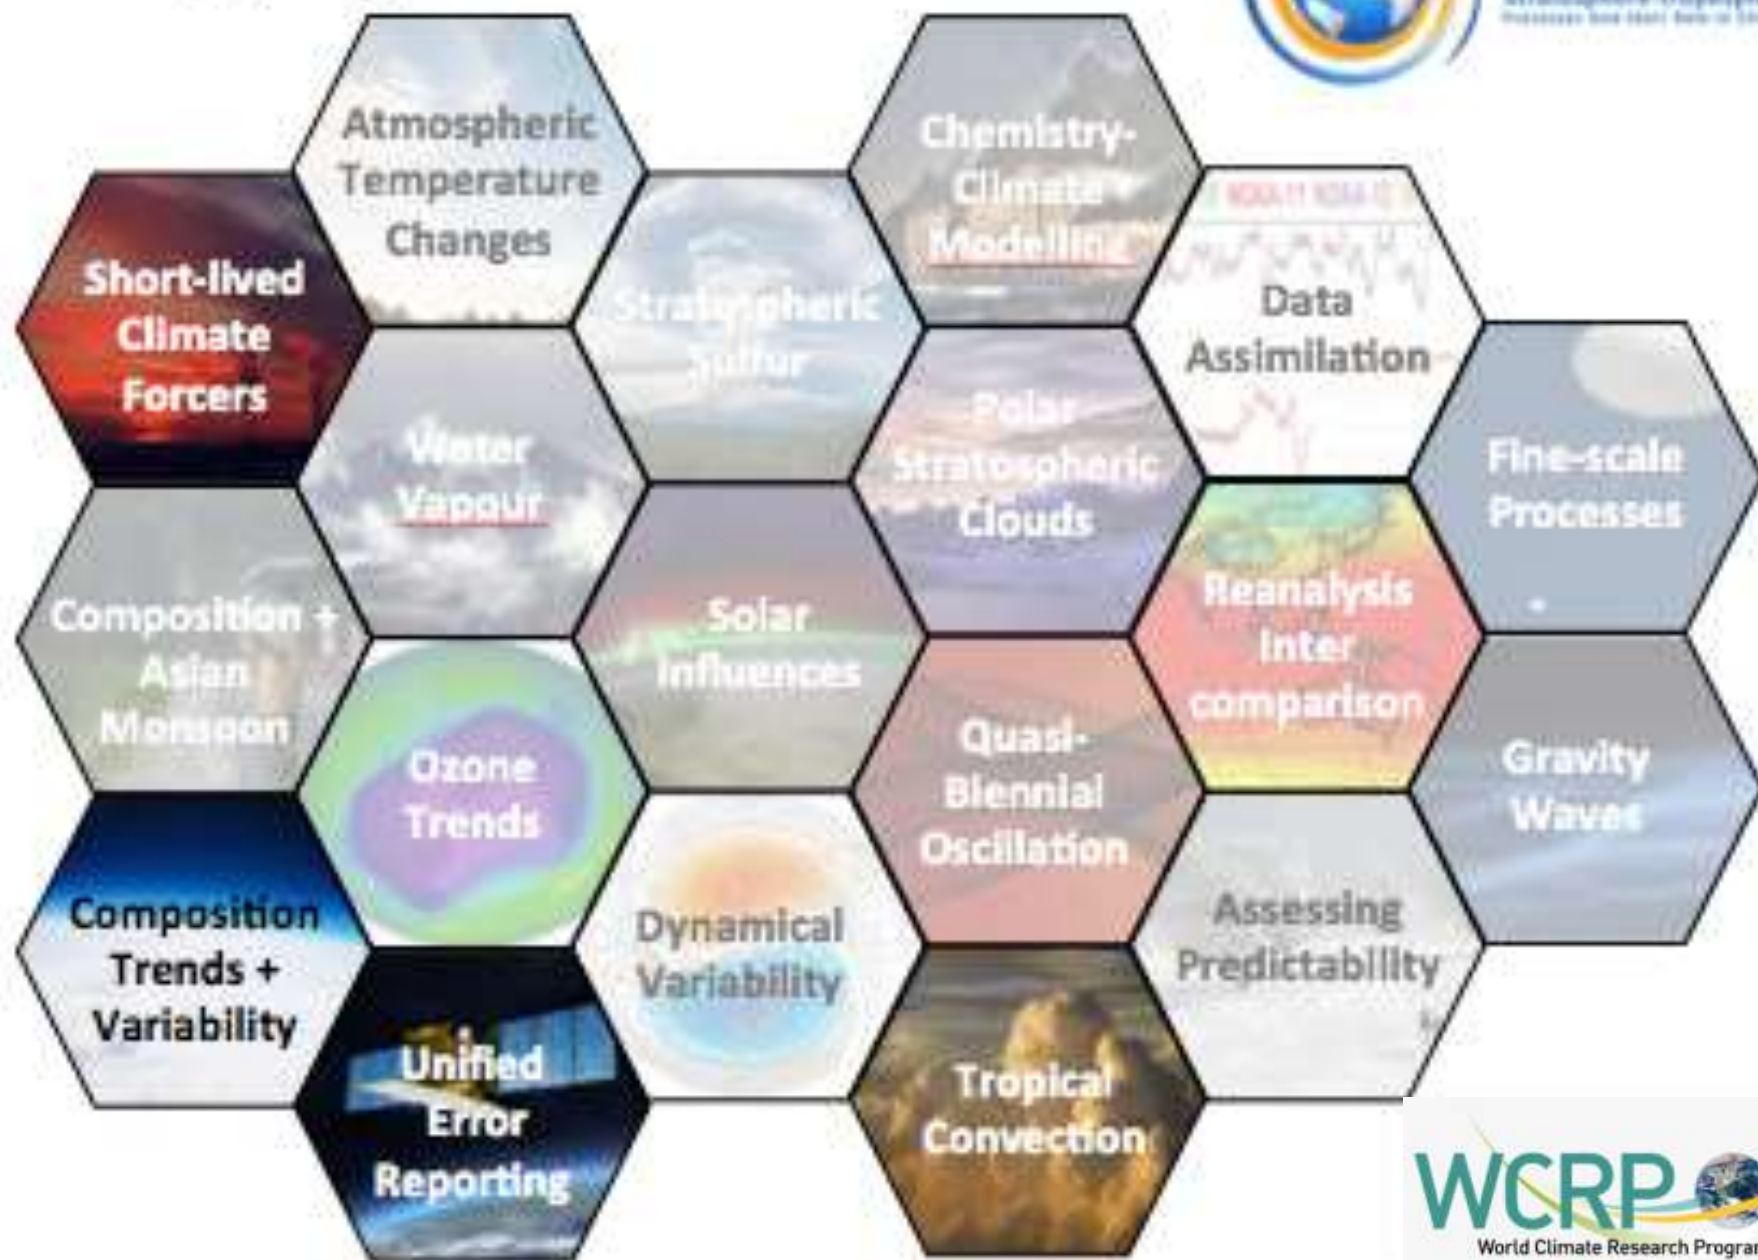 Atmospheric
Temperature
Changes
Chemistry-
Climate
Modelling
Short-lived
Climate
Forcers
Stratospheric
Sulfur
Data
Assimilation
Water
Vapour
Polar
Stratospheric
Clouds
Fine-scale
Processes
Composition +
Asian
Monsoon
Solar
Influences
Reanalysis
Inter
comparison
Ozone
Trends
Quasi-
Biennial
Oscillation
Gravity
Waves
Composition
Trends +
Variability
Dynamical
Variability
Assessing
Predictability
Unified
Error
Reporting
Tropical
Convection
WCRP
World Climate Research Program